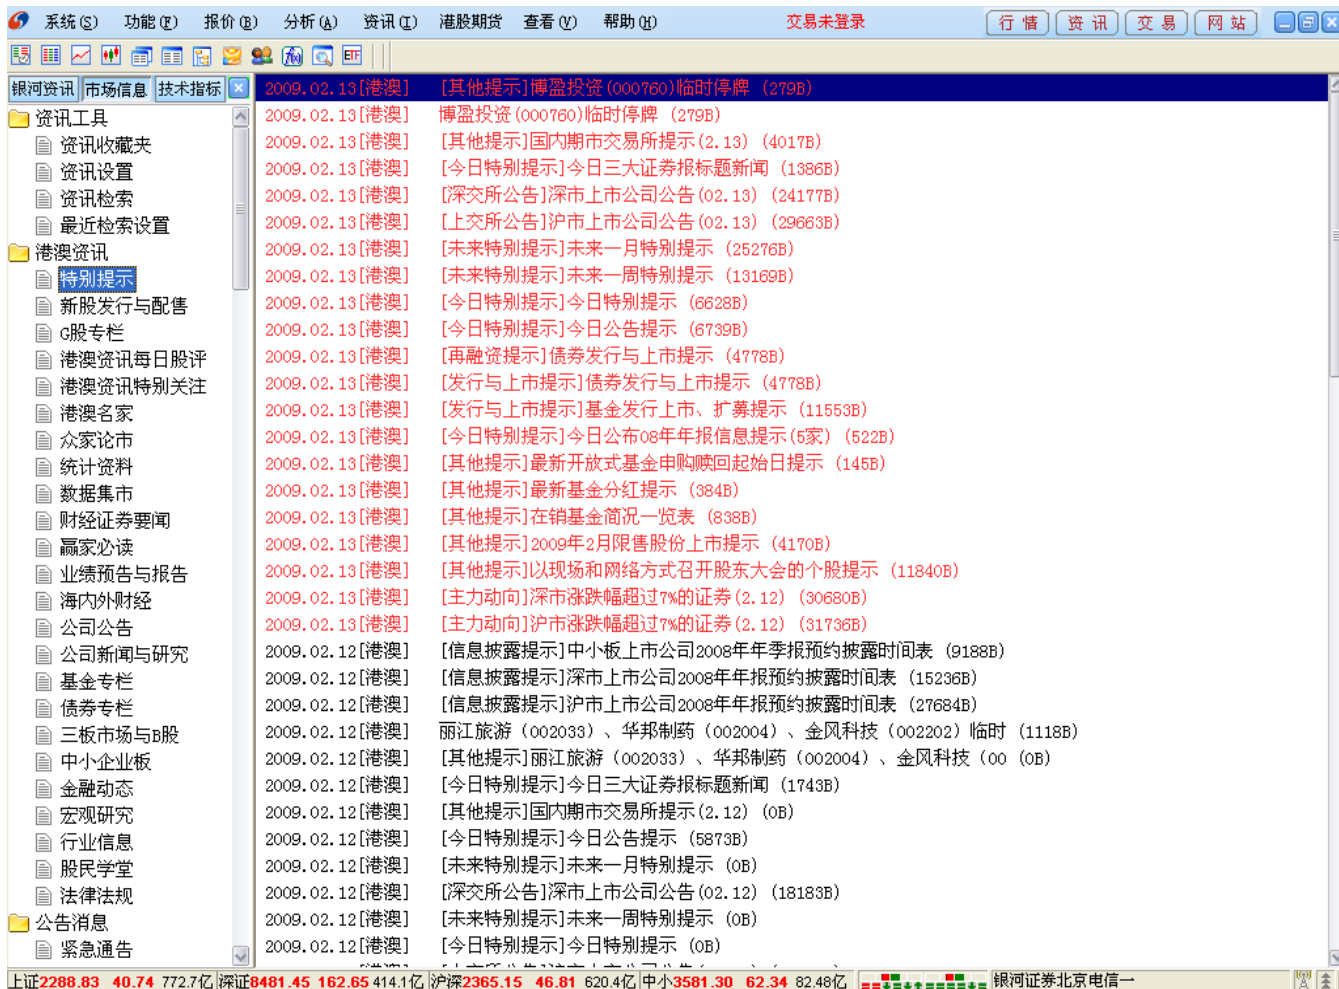 系统(S) 功能(F) 报价(B) 分析(A) 资讯(I) 港股期货 查看(V) 帮助(H) 交易未登录 行情 资讯 交易 网站
ETF
银河资讯 市场信息 技术指标
资讯工具
资讯收藏夹
资讯设置
资讯检索
最近检索设置
港澳资讯
特别提示
新股发行与配售
G股专栏
港澳资讯每日股评
港澳资讯特别关注
港澳名家
众家论市
统计资料
数据集市
财经证券要闻
赢家必读
业绩预告与报告
海内外财经
公司公告
公司新闻与研究
基金专栏
债券专栏
三板市场与B股
中小企业板
金融动态
宏观研究
行业信息
股民学堂
法律法规
公告消息
紧急通告
2009.02.13[港澳] [其他提示]博盈投资(000760)临时停牌 (279B)
2009.02.13[港澳] 博盈投资(000760)临时停牌 (279B)
2009.02.13[港澳] [其他提示]国内期市交易所提示(2.13) (4017B)
2009.02.13[港澳] [今日特别提示]今日三大证券报标题新闻 (1386B)
2009.02.13[港澳] [深交所公告]深市上市公司公告(02.13) (24177B)
2009.02.13[港澳] [上交所公告]沪市上市公司公告(02.13) (29663B)
2009.02.13[港澳] [未来特别提示]未来一月特别提示 (25276B)
2009.02.13[港澳] [未来特别提示]未来一周特别提示 (13169B)
2009.02.13[港澳] [今日特别提示]今日特别提示 (6628B)
2009.02.13[港澳] [今日特别提示]今日公告提示 (6739B)
2009.02.13[港澳] [再融资提示]债券发行与上市提示 (4778B)
2009.02.13[港澳] [发行与上市提示]债券发行与上市提示 (4778B)
2009.02.13[港澳] [发行与上市提示]基金发行上市、扩募提示 (11553B)
2009.02.13[港澳] [今日特别提示]今日公布08年年报信息提示(5家) (522B)
2009.02.13[港澳] [其他提示]最新开放式基金申购赎回起始日提示 (145B)
2009.02.13[港澳] [其他提示]最新基金分红提示 (384B)
2009.02.13[港澳] [其他提示]在销基金简况一览表 (838B)
2009.02.13[港澳] [其他提示]2009年2月限售股份上市提示 (4170B)
2009.02.13[港澳] [其他提示]以现场和网络方式召开股东大会的个股提示 (11840B)
2009.02.13[港澳] [主力动向]深市涨跌幅超过7%的证券(2.12) (30680B)
2009.02.13[港澳] [主力动向]沪市涨跌幅超过7%的证券(2.12) (31736B)
2009.02.12[港澳] [信息披露提示]中小板上市公司2008年年季报预约披露时间表 (9188B)
2009.02.12[港澳] [信息披露提示]深市上市公司2008年年报预约披露时间表 (15236B)
2009.02.12[港澳] [信息披露提示]沪市上市公司2008年年报预约披露时间表 (27684B)
2009.02.12[港澳] 丽江旅游 (002033) 、华邦制药 (002004) 、金风科技 (002202) 临时 (1118B)
2009.02.12[港澳] [其他提示]丽江旅游 (002033) 、华邦制药 (002004) 、金风科技 (00 (0B)
2009.02.12[港澳] [今日特别提示]今日三大证券报标题新闻 (1743B)
2009.02.12[港澳] [其他提示]国内期市交易所提示(2.12) (0B)
2009.02.12[港澳] [今日特别提示]今日公告提示 (5873B)
2009.02.12[港澳] [未来特别提示]未来一月特别提示 (0B)
2009.02.12[港澳] [深交所公告]深市上市公司公告(02.12) (18183B)
2009.02.12[港澳] [未来特别提示]未来一周特别提示 (0B)
2009.02.12[港澳] [今日特别提示]今日特别提示 (0B)
上证2288.83 40.74 772.7亿 深证8481.45 162.65 414.1亿 沪深2365.15 46.81 620.4亿 中小3581.30 62.34 82.48亿 银河证券北京电信一